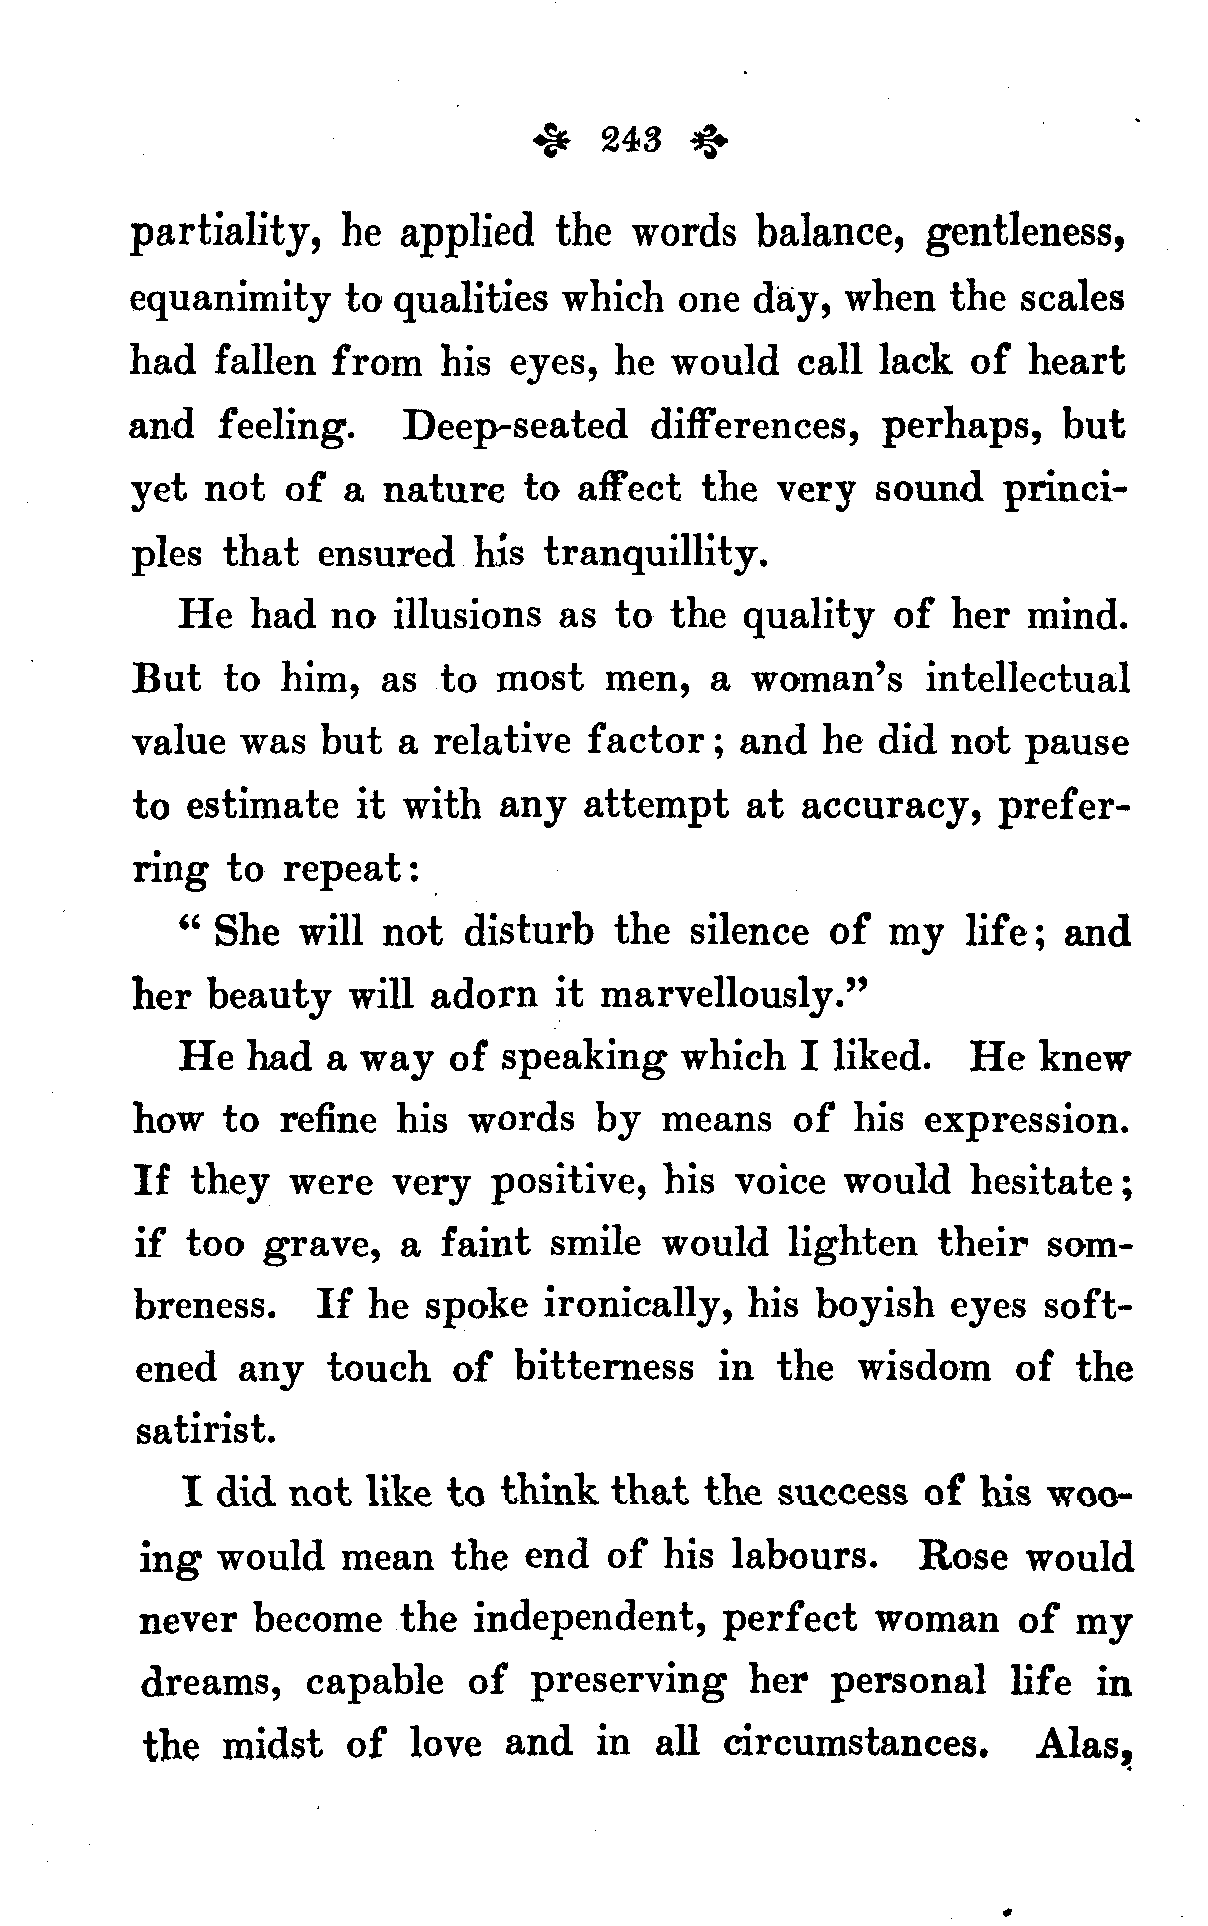 243
partiality, he applied the words balance, gentleness,
equanimity to qualities which one day, when the scales
had fallen from his eyes, he would call lack of heart
and feeling. Deep-seated differences, perhaps, but
yet not of a nature to affect the very sound princi-
ples that ensured his tranquillity.
He had no illusions as to the quality of her mind.
But to him, as to most men, a woman's intellectual
value was but a relative factor; and he did not pause
to estimate it with any attempt at accuracy, prefer-
ring to repeat:
“She will not disturb the silence of my life; and
her beauty will adorn it marvellously.”
He had a way of speaking which I liked. He knew
how to refine his words by means of his expression.
If they were very positive, his voice would hesitate;
if too grave, a faint smile would lighten their som-
breness. If he spoke ironically, his boyish eyes soft-
ened any touch of bitterness in the wisdom of the
satirist.
I did not like to think that the success of his woo-
ing would mean the end of his labours. Rose would
never become the independent, perfect woman of my
dreams, capable of preserving her personal life in
the midst of love and in all circumstances. Alas,